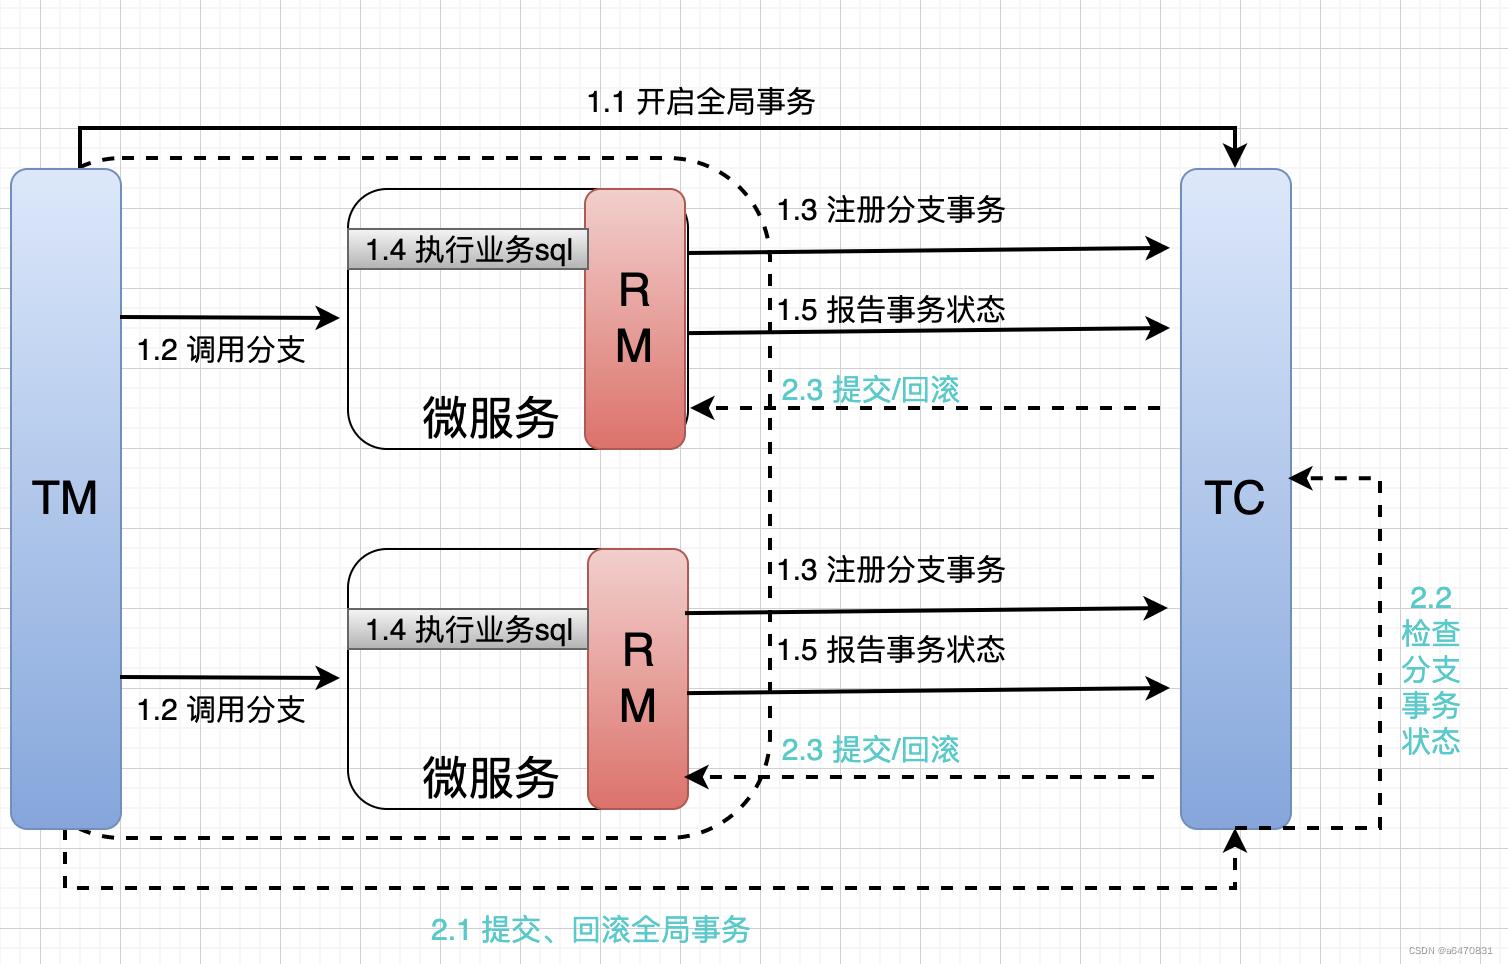 1.1 开启全局事务
1.3 注册分支事务
1.4 执行业务sql
R
M
1.5 报告事务状态
1.2 调用分支
2.3 提交/回滚
微服务
TM
TC
1.3 注册分支事务
1.4 执行业务sql
R
M
1.5 报告事务状态
1.2 调用分支
2.3 提交/回滚
微服务
2.2
检查
分支
事务
状态
2.1 提交、回滚全局事务
CSDN @a6470831